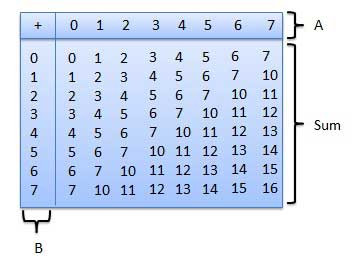 + 0 1 2 3 4 5 6 7 A
0 0 1 2 3 4 5 6 7
1 1 2 3 4 5 6 7 10
2 2 3 4 5 6 7 10 11
3 3 4 5 6 7 10 11 12
4 4 5 6 7 10 11 12 13
Sum
5 5 6 7 10 11 12 13 14
6 6 7 10 11 12 13 14 15
7 7 10 11 12 13 14 15 16
B